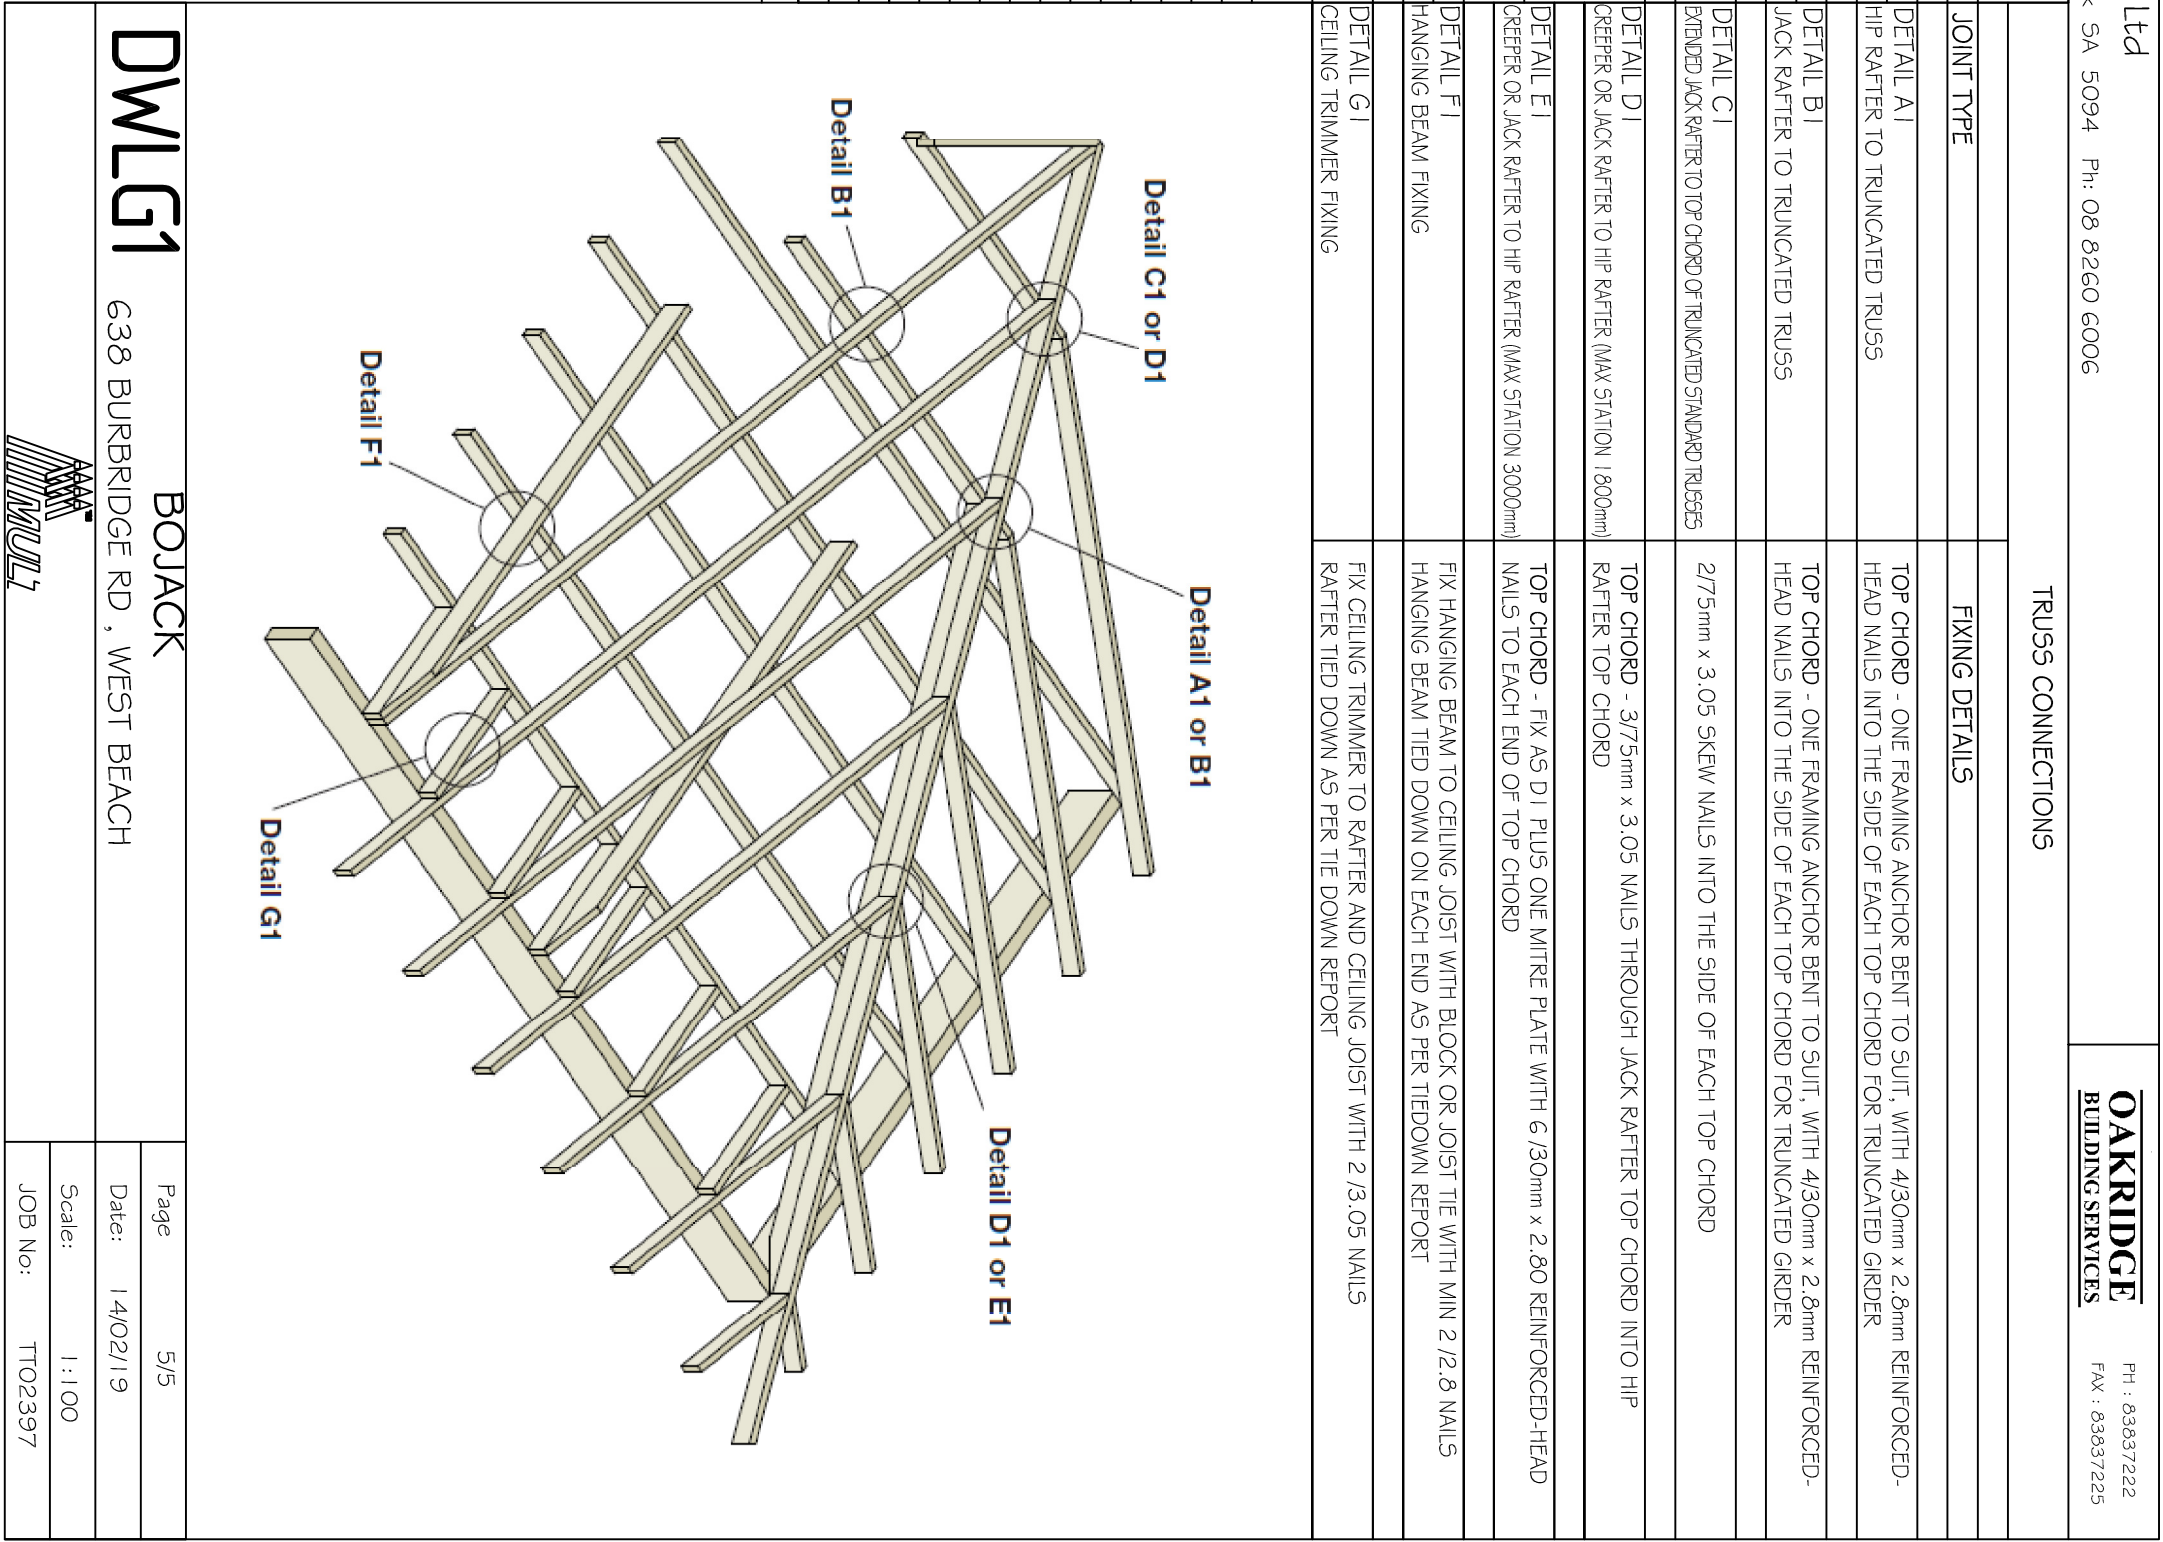 Ltd
SA 5094 Ph: 08 8260 6006
OAKRIDGE
BUILDING SERVICES
PH : 83837222
FAX : 83837225
TRUSS CONNECTIONS
JOINT TYPE
FIXING DETAILS
DETAIL A1
HIP RAFTER TO TRUNCATED TRUSS
TOP CHORD - ONE FRAMING ANCHOR BENT TO SUIT, WITH 4/30mm x 2.8mm REINFORCED-
HEAD NAILS INTO THE SIDE OF EACH TOP CHORD FOR TRUNCATED GIRDER
DETAIL B1
JACK RAFTER TO TRUNCATED TRUSS
TOP CHORD - ONE FRAMING ANCHOR BENT TO SUIT, WITH 4/30mm x 2.8mm REINFORCED-
HEAD NAILS INTO THE SIDE OF EACH TOP CHORD FOR TRUNCATED GIRDER
DETAIL C1
EXTENDED JACK RAFTER TO TOP CHORD OF TRUNCATED STANDARD TRUSSES
2/75mm x 3.05 SKEW NAILS INTO THE SIDE OF EACH TOP CHORD
DETAIL D1
CREEPER OR JACK RAFTER TO HIP RAFTER (MAX STATION 1800mm)
TOP CHORD - 3/75mm x 3.05 NAILS THROUGH JACK RAFTER TOP CHORD INTO HIP
RAFTER TOP CHORD
DETAIL E1
CREEPER OR JACK RAFTER TO HIP RAFTER (MAX STATION 3000mm)
TOP CHORD - FIX AS D1 PLUS ONE MITRE PLATE WITH 6 /30mm x 2.80 REINFORCED-HEAD
NAILS TO EACH END OF TOP CHORD
DETAIL F1
HANGING BEAM FIXING
FIX HANGING BEAM TO CEILING JOIST WITH BLOCK OR JOIST TIE WITH MIN 2 /2.8 NAILS
HANGING BEAM TIED DOWN ON EACH END AS PER TIEDOWN REPORT
DETAIL G1
CEILING TRIMMER FIXING
FIX CEILING TRIMMER TO RAFTER AND CEILING JOIST WITH 2 /3.05 NAILS
RAFTER TIED DOWN AS PER TIE DOWN REPORT
Detail C1 or D1
Detail A1 or B1
Detail B1
Detail D1 or E1
Detail F1
Detail G1
BOJACK
DWLG1 638 BURBRIDGE RD , WEST BEACH
MULTI
Page 5/5
Date: 14/02/19
Scale: 1:100
JOB No: TT02397